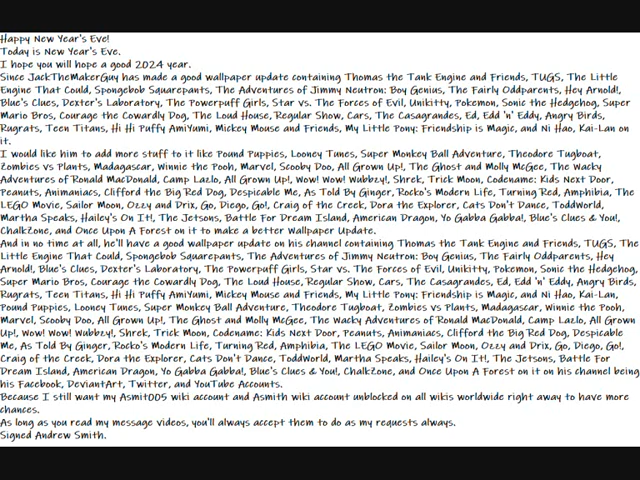 Happy New Year's Eve!
Today is New Year's Eve.
I hope you will hope a good 2024 year.
Since JackTheMakerGuy has made a good wallpaper update containing Thomas the Tank Engine and Friends, TUGS, The Little
Engine That Could, Spongebob Squarepants, The Adventures of Jimmy Neutron: Boy Genius, The Fairly Oddparents, Hey Arnold!,
Blue's Clues, Dexter's Laboratory, The Powerpuff Girls, Star vs. The Forces of Evil, Unikitty, Pokemon, Sonic the Hedgehog, Super
Mario Bros, Courage the Cowardly Dog, The Loud House, Regular Show, Cars, The Casagrandes, Ed, Edd 'n' Eddy, Angry Birds,
Rugrats, Teen Titans, Hi Hi Puffy AmiYumi, Mickey Mouse and Friends, My Little Pony: Friendship is Magic, and Ni Hao, Kai-Lan on
it.
I would like him to add more stuff to it like Pound Puppies, Looney Tunes, Super Monkey Ball Adventure, Theodore Tugboat,
Zombies vs Plants, Madagascar, Winnie the Pooh, Marvel, Scooby Doo, All Grown Up!, The Ghost and Molly McGee, The Wacky
Adventures of Ronald MacDonald, Camp Lazlo, All Grown Up!, Wow! Wow! Wubbzy!, Shrek, Trick Moon, Codename: Kids Next Door,
Peanuts, Animaniacs, Clifford the Big Red Dog, Despicable Me, As Told By Ginger, Rocko's Modern Life, Turning Red, Amphibia, The
LEGO Movie, Sailor Moon, Ozzy and Drix, Go, Diego, Go!, Craig of the Creek, Dora the Explorer, Cats Don't Dance, ToddWorld,
Martha Speaks, Hailey's On It!, The Jetsons, Battle For Dream Island, American Dragon, Yo Gabba Gabba!, Blue's Clues & You!,
ChalkZone, and Once Upon A Forest on it to make a better Wallpaper Update.
And in no time at all, he'll have a good wallpaper update on his channel containing Thomas the Tank Engine and Friends, TUGS, The
Little Engine That Could, Spongebob Squarepants, The Adventures of Jimmy Neutron: Boy Genius, The Fairly Oddparents, Hey
Arnold!, Blue's Clues, Dexter's Laboratory, The Powerpuff Girls, Star vs. The Forces of Evil, Unikitty, Pokemon, Sonic the Hedgehog,
Super Mario Bros, Courage the Cowardly Dog, The Loud House, Regular Show, Cars, The Casagrandes, Ed, Edd 'n' Eddy, Angry Birds,
Rugrats, Teen Titans, Hi Hi Puffy AmiYumi, Mickey Mouse and Friends, My Little Pony: Friendship is Magic, and Ni Hao, Kai-Lan,
Pound Puppies, Looney Tunes, Super Monkey Ball Adventure, Theodore Tugboat, Zombies vs Plants, Madagascar, Winnie the Pooh,
Marvel, Scooby Doo, All Grown Up!, The Ghost and Molly McGee, The Wacky Adventures of Ronald MacDonald, Camp Lazlo, All Grown
Up!, Wow! Wow! Wubbzy!, Shrek, Trick Moon, Codename: Kids Next Door, Peanuts, Animaniacs, Clifford the Big Red Dog, Despicable
Me, As Told By Ginger, Rocko's Modern Life, Turning Red, Amphibia, The LEGO Movie, Sailor Moon, Ozzy and Drix, Go, Diego, Go!,
Craig of the Creek, Dora the Explorer, Cats Don't Dance, ToddWorld, Martha Speaks, Hailey's On It!, The Jetsons, Battle For
Dream Island, American Dragon, Yo Gabba Gabba!, Blue's Clues & You!, ChalkZone, and Once Upon A Forest on it on his channel being
his Facebook, DeviantArt, Twitter, and YouTube Accounts.
Because I still want my Asmit005 wiki account and Asmith wiki account unblocked on all wikis worldwide right away to have more
chances.
As long as you read my message videos, you'll always accept them to do as my requests always.
Signed Andrew Smith.